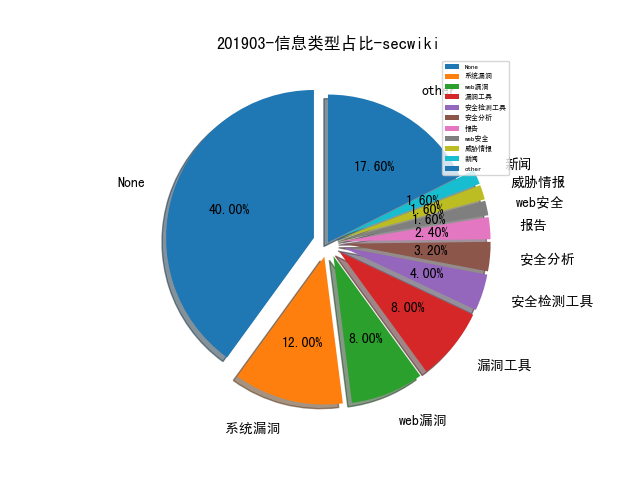 201903-信息类型占比-secwiki
None
系统漏洞
web漏洞
漏洞工具
安全检测工具
安全分析
报告
web安全
威胁情报
新闻
other
other
17.60%
新闻
1.60%
威胁情报
1.60%
web安全
1.60%
报告
2.40%
安全分析
3.20%
安全检测工具
4.00%
漏洞工具
8.00%
web漏洞
8.00%
系统漏洞
12.00%
None
40.00%